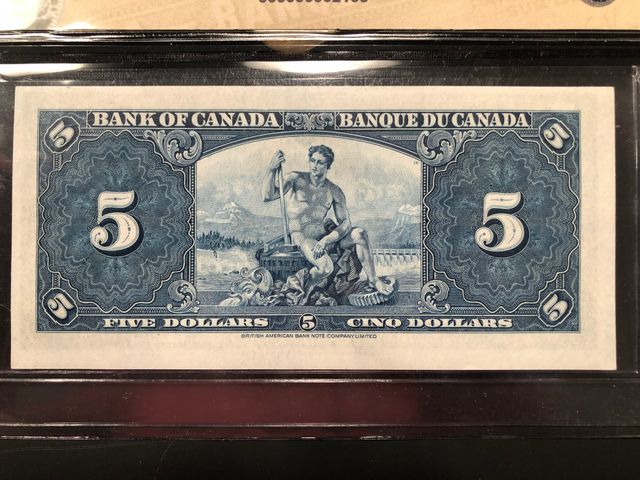 BANK OF CANADA BANQUE DU CANADA
5 5
5 5
5 5
FIVE DOLLARS 5 CINQ DOLLARS
BRITISH AMERICAN BANK NOTE COMPANY LIMITED